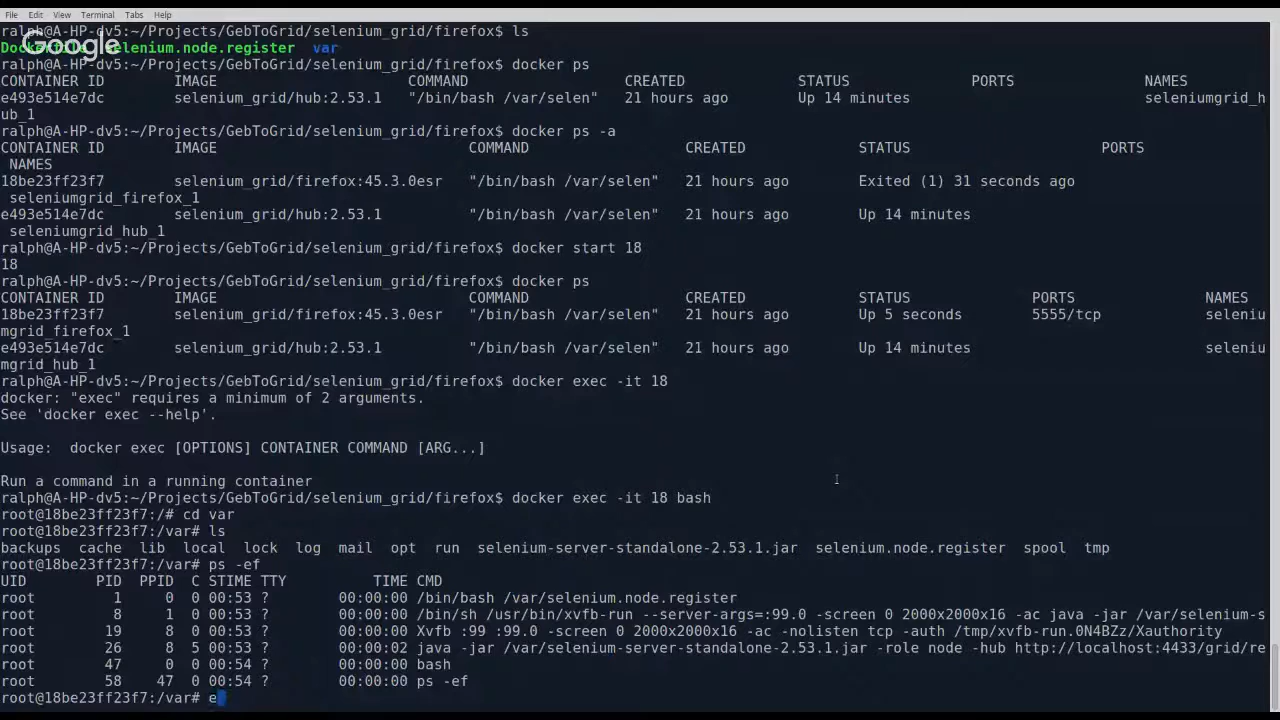 File Edit View Terminal Tabs Help
ralph@A-HP-dv5:~/Projects/GebToGrid/selenium_grid/firefox$ ls
Google
selenium.node.register  var
ralph@A-HP-dv5:~/Projects/GebToGrid/selenium_grid/firefox$ docker ps
CONTAINER ID        IMAGE                     COMMAND                  CREATED             STATUS              PORTS               NAMES
e493e514e7dc        selenium_grid/hub:2.53.1   "/bin/bash /var/selen"   21 hours ago        Up 14 minutes                           seleniumgrid_h
ub_1
ralph@A-HP-dv5:~/Projects/GebToGrid/selenium_grid/firefox$ docker ps -a
CONTAINER ID        IMAGE                             COMMAND                  CREATED             STATUS                      PORTS
 NAMES
18be23ff23f7        selenium_grid/firefox:45.3.0esr   "/bin/bash /var/selen"   21 hours ago        Exited (1) 31 seconds ago
 seleniumgrid_firefox_1
e493e514e7dc        selenium_grid/hub:2.53.1          "/bin/bash /var/selen"   21 hours ago        Up 14 minutes
 seleniumgrid_hub_1
ralph@A-HP-dv5:~/Projects/GebToGrid/selenium_grid/firefox$ docker start 18
18
ralph@A-HP-dv5:~/Projects/GebToGrid/selenium_grid/firefox$ docker ps
CONTAINER ID        IMAGE                             COMMAND                  CREATED             STATUS              PORTS               NAMES
18be23ff23f7        selenium_grid/firefox:45.3.0esr   "/bin/bash /var/selen"   21 hours ago        Up 5 seconds        5555/tcp            seleniu
mgrid_firefox_1
e493e514e7dc        selenium_grid/hub:2.53.1          "/bin/bash /var/selen"   21 hours ago        Up 14 minutes                           seleniu
mgrid_hub_1
ralph@A-HP-dv5:~/Projects/GebToGrid/selenium_grid/firefox$ docker exec -it 18
docker: "exec" requires a minimum of 2 arguments.
See 'docker exec --help'.
Usage:  docker exec [OPTIONS] CONTAINER COMMAND [ARG...]
Run a command in a running container
ralph@A-HP-dv5:~/Projects/GebToGrid/selenium_grid/firefox$ docker exec -it 18 bash
root@18be23ff23f7:/# cd var
root@18be23ff23f7:/var# ls
backups  cache  lib  local  lock  log  mail  opt  run  selenium-server-standalone-2.53.1.jar  selenium.node.register  spool  tmp
root@18be23ff23f7:/var# ps -ef
UID        PID  PPID  C STIME TTY          TIME CMD
root         1     0  0 00:53 ?        00:00:00 /bin/bash /var/selenium.node.register
root         8     1  0 00:53 ?        00:00:00 /bin/sh /usr/bin/xvfb-run --server-args=:99.0 -screen 0 2000x2000x16 -ac java -jar /var/selenium-s
root        19     8  0 00:53 ?        00:00:00 Xvfb :99 :99.0 -screen 0 2000x2000x16 -ac -nolisten tcp -auth /tmp/xvfb-run.0N4BZz/Xauthority
root        26     8  5 00:53 ?        00:00:02 java -jar /var/selenium-server-standalone-2.53.1.jar -role node -hub http://localhost:4433/grid/re
root        47     0  0 00:54 ?        00:00:00 bash
root        58    47  0 00:54 ?        00:00:00 ps -ef
root@18be23ff23f7:/var# e